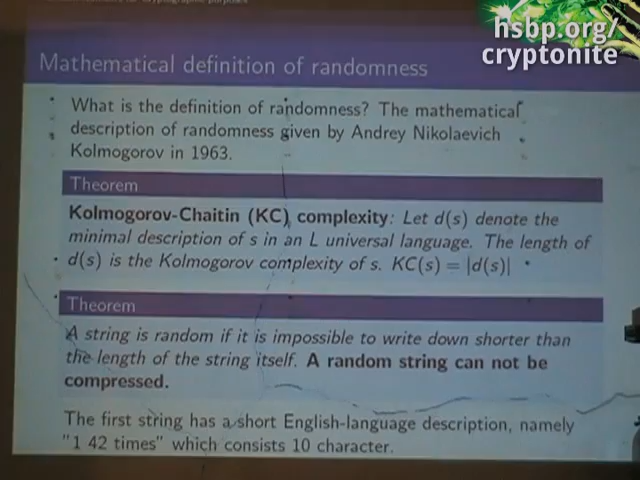 hsbp.org/
cryptonite
Mathematical definition of randomness
What is the definition of randomness? The mathematical
description of randomness given by Andrey Nikolaevich
Kolmogorov in 1963.
Theorem
Kolmogorov-Chaitin (KC) complexity: Let d(s) denote the
minimal description of s in an L universal language. The length of
d(s) is the Kolmogorov complexity of s. KC(s) = |d(s)|
Theorem
A string is random if it is impossible to write down shorter than
the length of the string itself. A random string can not be
compressed.
The first string has a short English-language description, namely
"1 42 times" which consists 10 character.